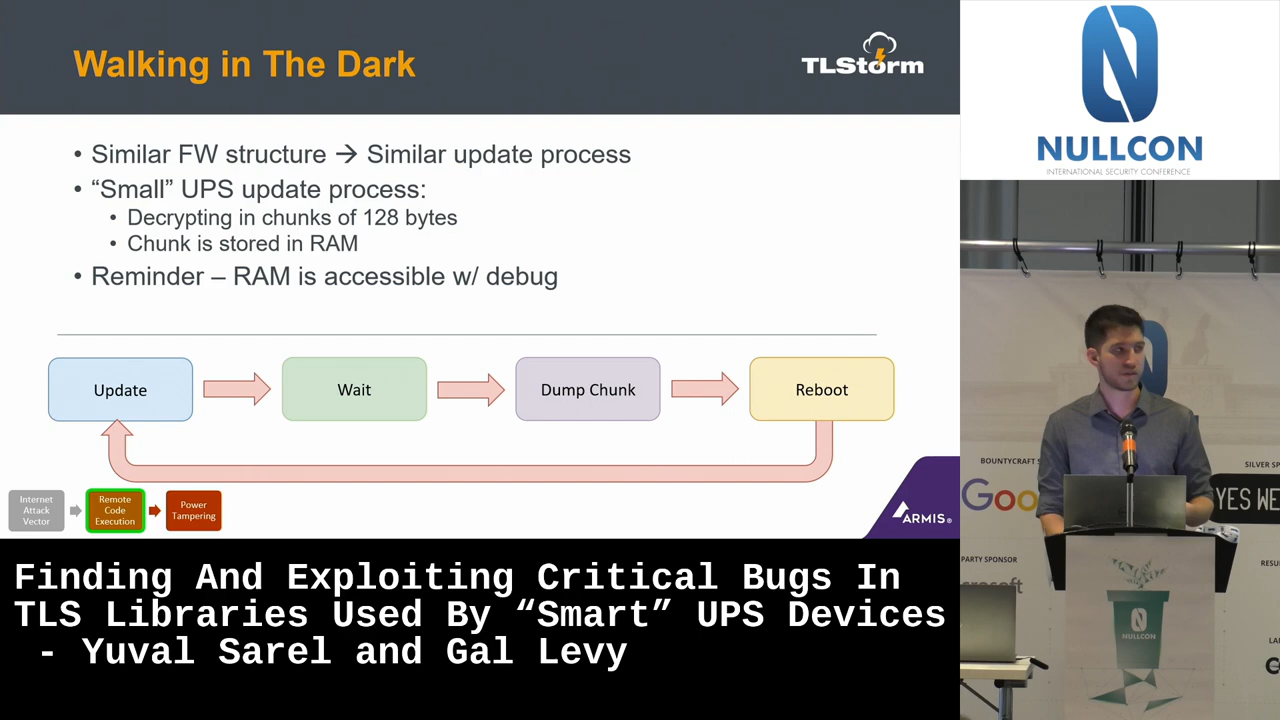 Walking in The Dark
TLStorm
• Similar FW structure → Similar update process
• “Small” UPS update process:
• Decrypting in chunks of 128 bytes
• Chunk is stored in RAM
• Reminder – RAM is accessible w/ debug
Update
Wait
Dump Chunk
Reboot
Internet
Attack
Vector
Remote
Code
Execution
Power
Tampering
ARMIS®
NULLCON
INTERNATIONAL SECURITY CONFERENCE
BOUNTYCRAFT
SILVER SP
Goo
YES WE
PARTY SPONSOR
RESU
NULLCON
LA
Finding And Exploiting Critical Bugs In
TLS Libraries Used By “Smart” UPS Devices
- Yuval Sarel and Gal Levy